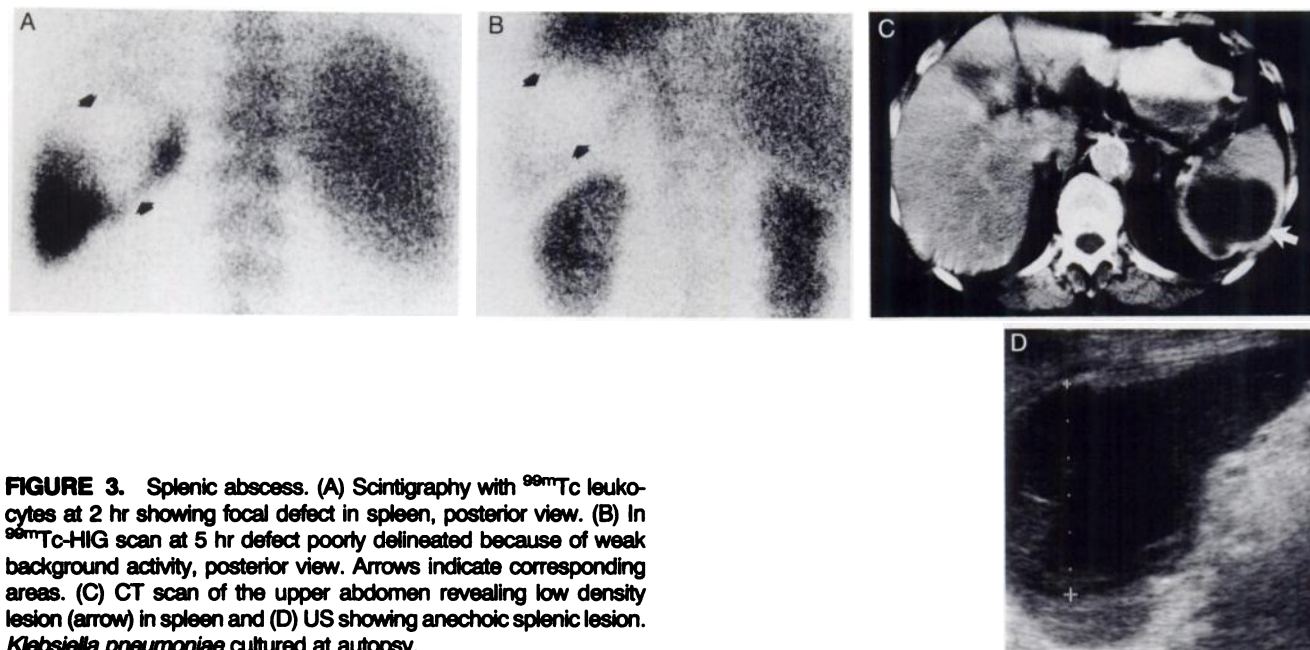 A
B
C
D
FIGURE 3. Splenic abscess. (A) Scintigraphy with ⁹⁹ᵐTc leuko-
cytes at 2 hr showing focal defect in spleen, posterior view. (B) In
⁹⁹ᵐTc-HIG scan at 5 hr defect poorly delineated because of weak
background activity, posterior view. Arrows indicate corresponding
areas. (C) CT scan of the upper abdomen revealing low density
lesion (arrow) in spleen and (D) US showing anechoic splenic lesion.
Klebsiella pneumoniae cultured at autopsy.